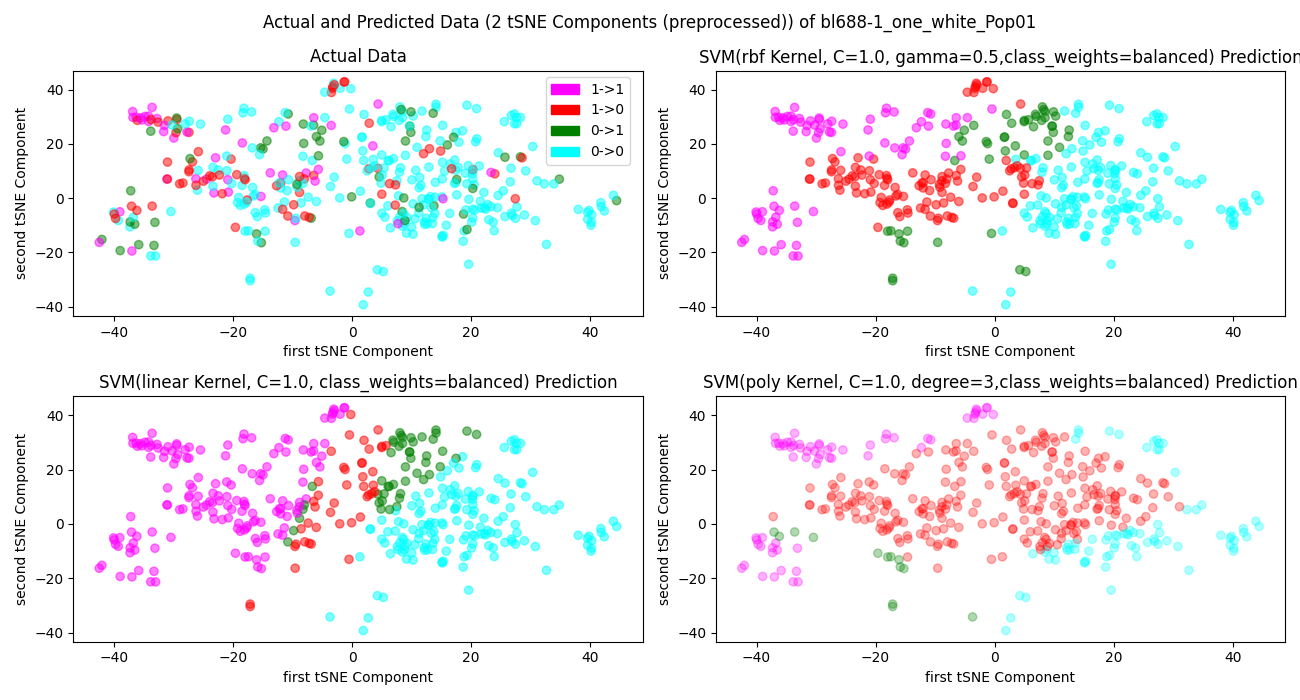 Actual and Predicted Data (2 tSNE Components (preprocessed)) of bl688-1_one_white_Pop01
Actual Data
second tSNE Component
40
20
0
−20
−40
1->1
1->0
0->1
0->0
−40 −20 0 20 40
first tSNE Component
SVM(rbf Kernel, C=1.0, gamma=0.5,class_weights=balanced) Prediction
second tSNE Component
40
20
0
−20
−40
−40 −20 0 20 40
first tSNE Component
SVM(linear Kernel, C=1.0, class_weights=balanced) Prediction
second tSNE Component
40
20
0
−20
−40
−40 −20 0 20 40
first tSNE Component
SVM(poly Kernel, C=1.0, degree=3,class_weights=balanced) Prediction
second tSNE Component
40
20
0
−20
−40
−40 −20 0 20 40
first tSNE Component